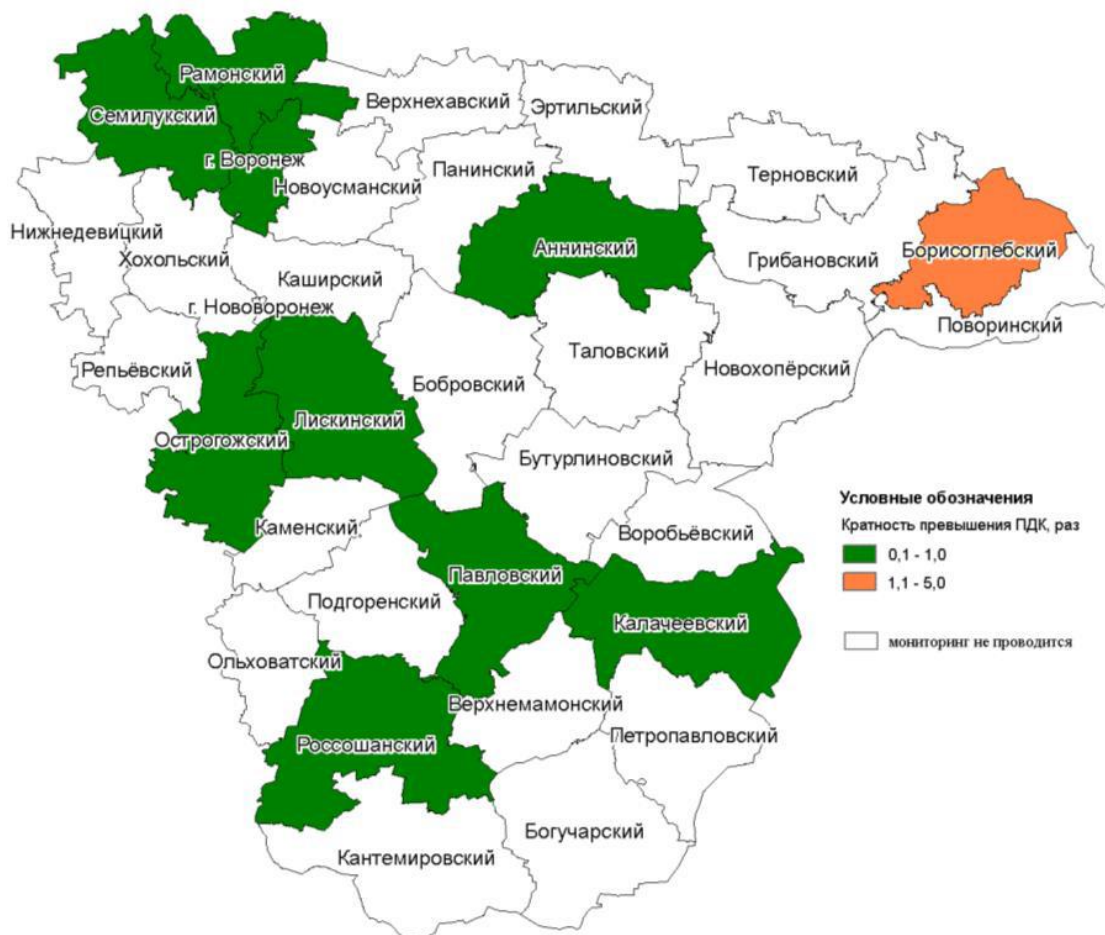 Рамонский
Верхнехавский
Эртильский
Семилукский
г. Воронеж
Новоусманский
Панинский
Терновский
Нижнедевицкий
Хохольский
Каширский
Аннинский
Грибановский
Борисоглебский
г. Нововоронеж
Поворинский
Репьёвский
Бобровский
Таловский
Новохопёрский
Острогожский
Лискинский
Бутурлиновский
Каменский
Воробьёвский
Павловский
Подгоренский
Калачеевский
Ольховатский
Верхнемамонский
Россошанский
Петропавловский
Богучарский
Кантемировский
Условные обозначения
Кратность превышения ПДК, раз
0,1 - 1,0
1,1 - 5,0
мониторинг не проводится